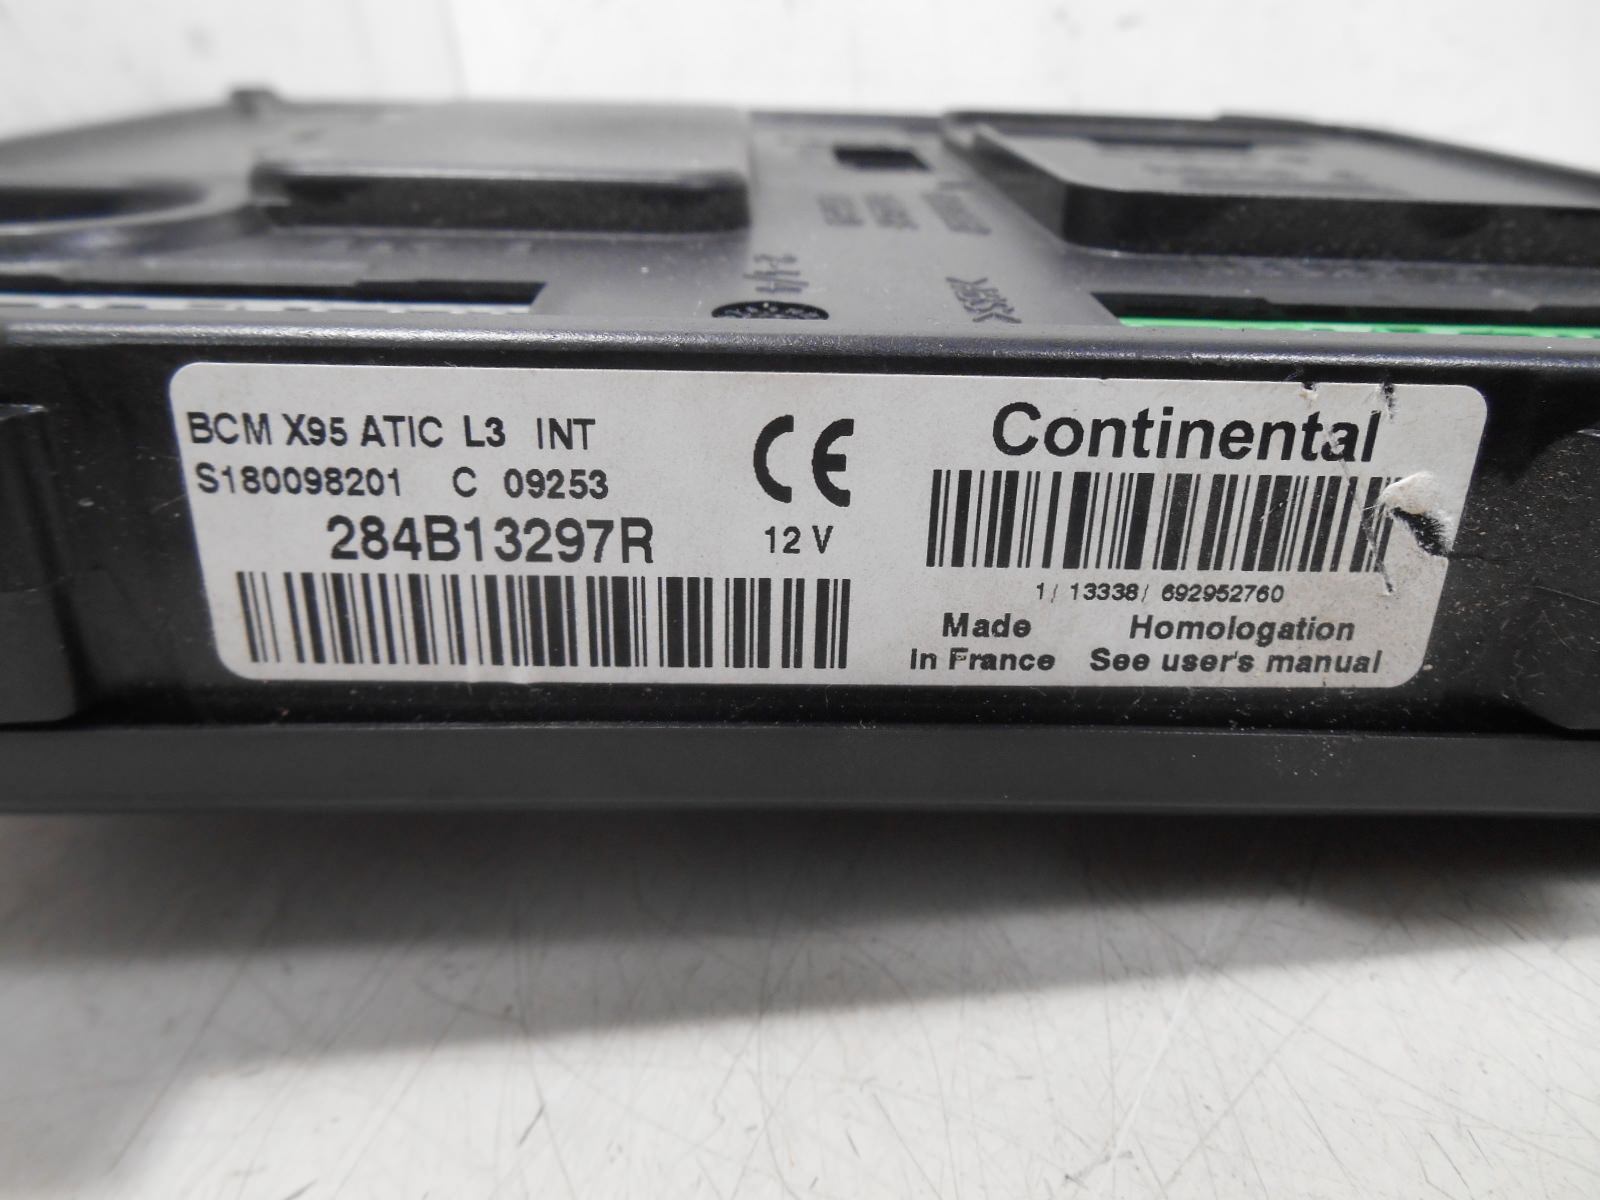 BCM X95 ATIC L3 INT
S180098201 C 09253
284B13297R
CE
12 V
Continental
1/ 13338/ 692952760
Made
In France
Homologation
See user's manual